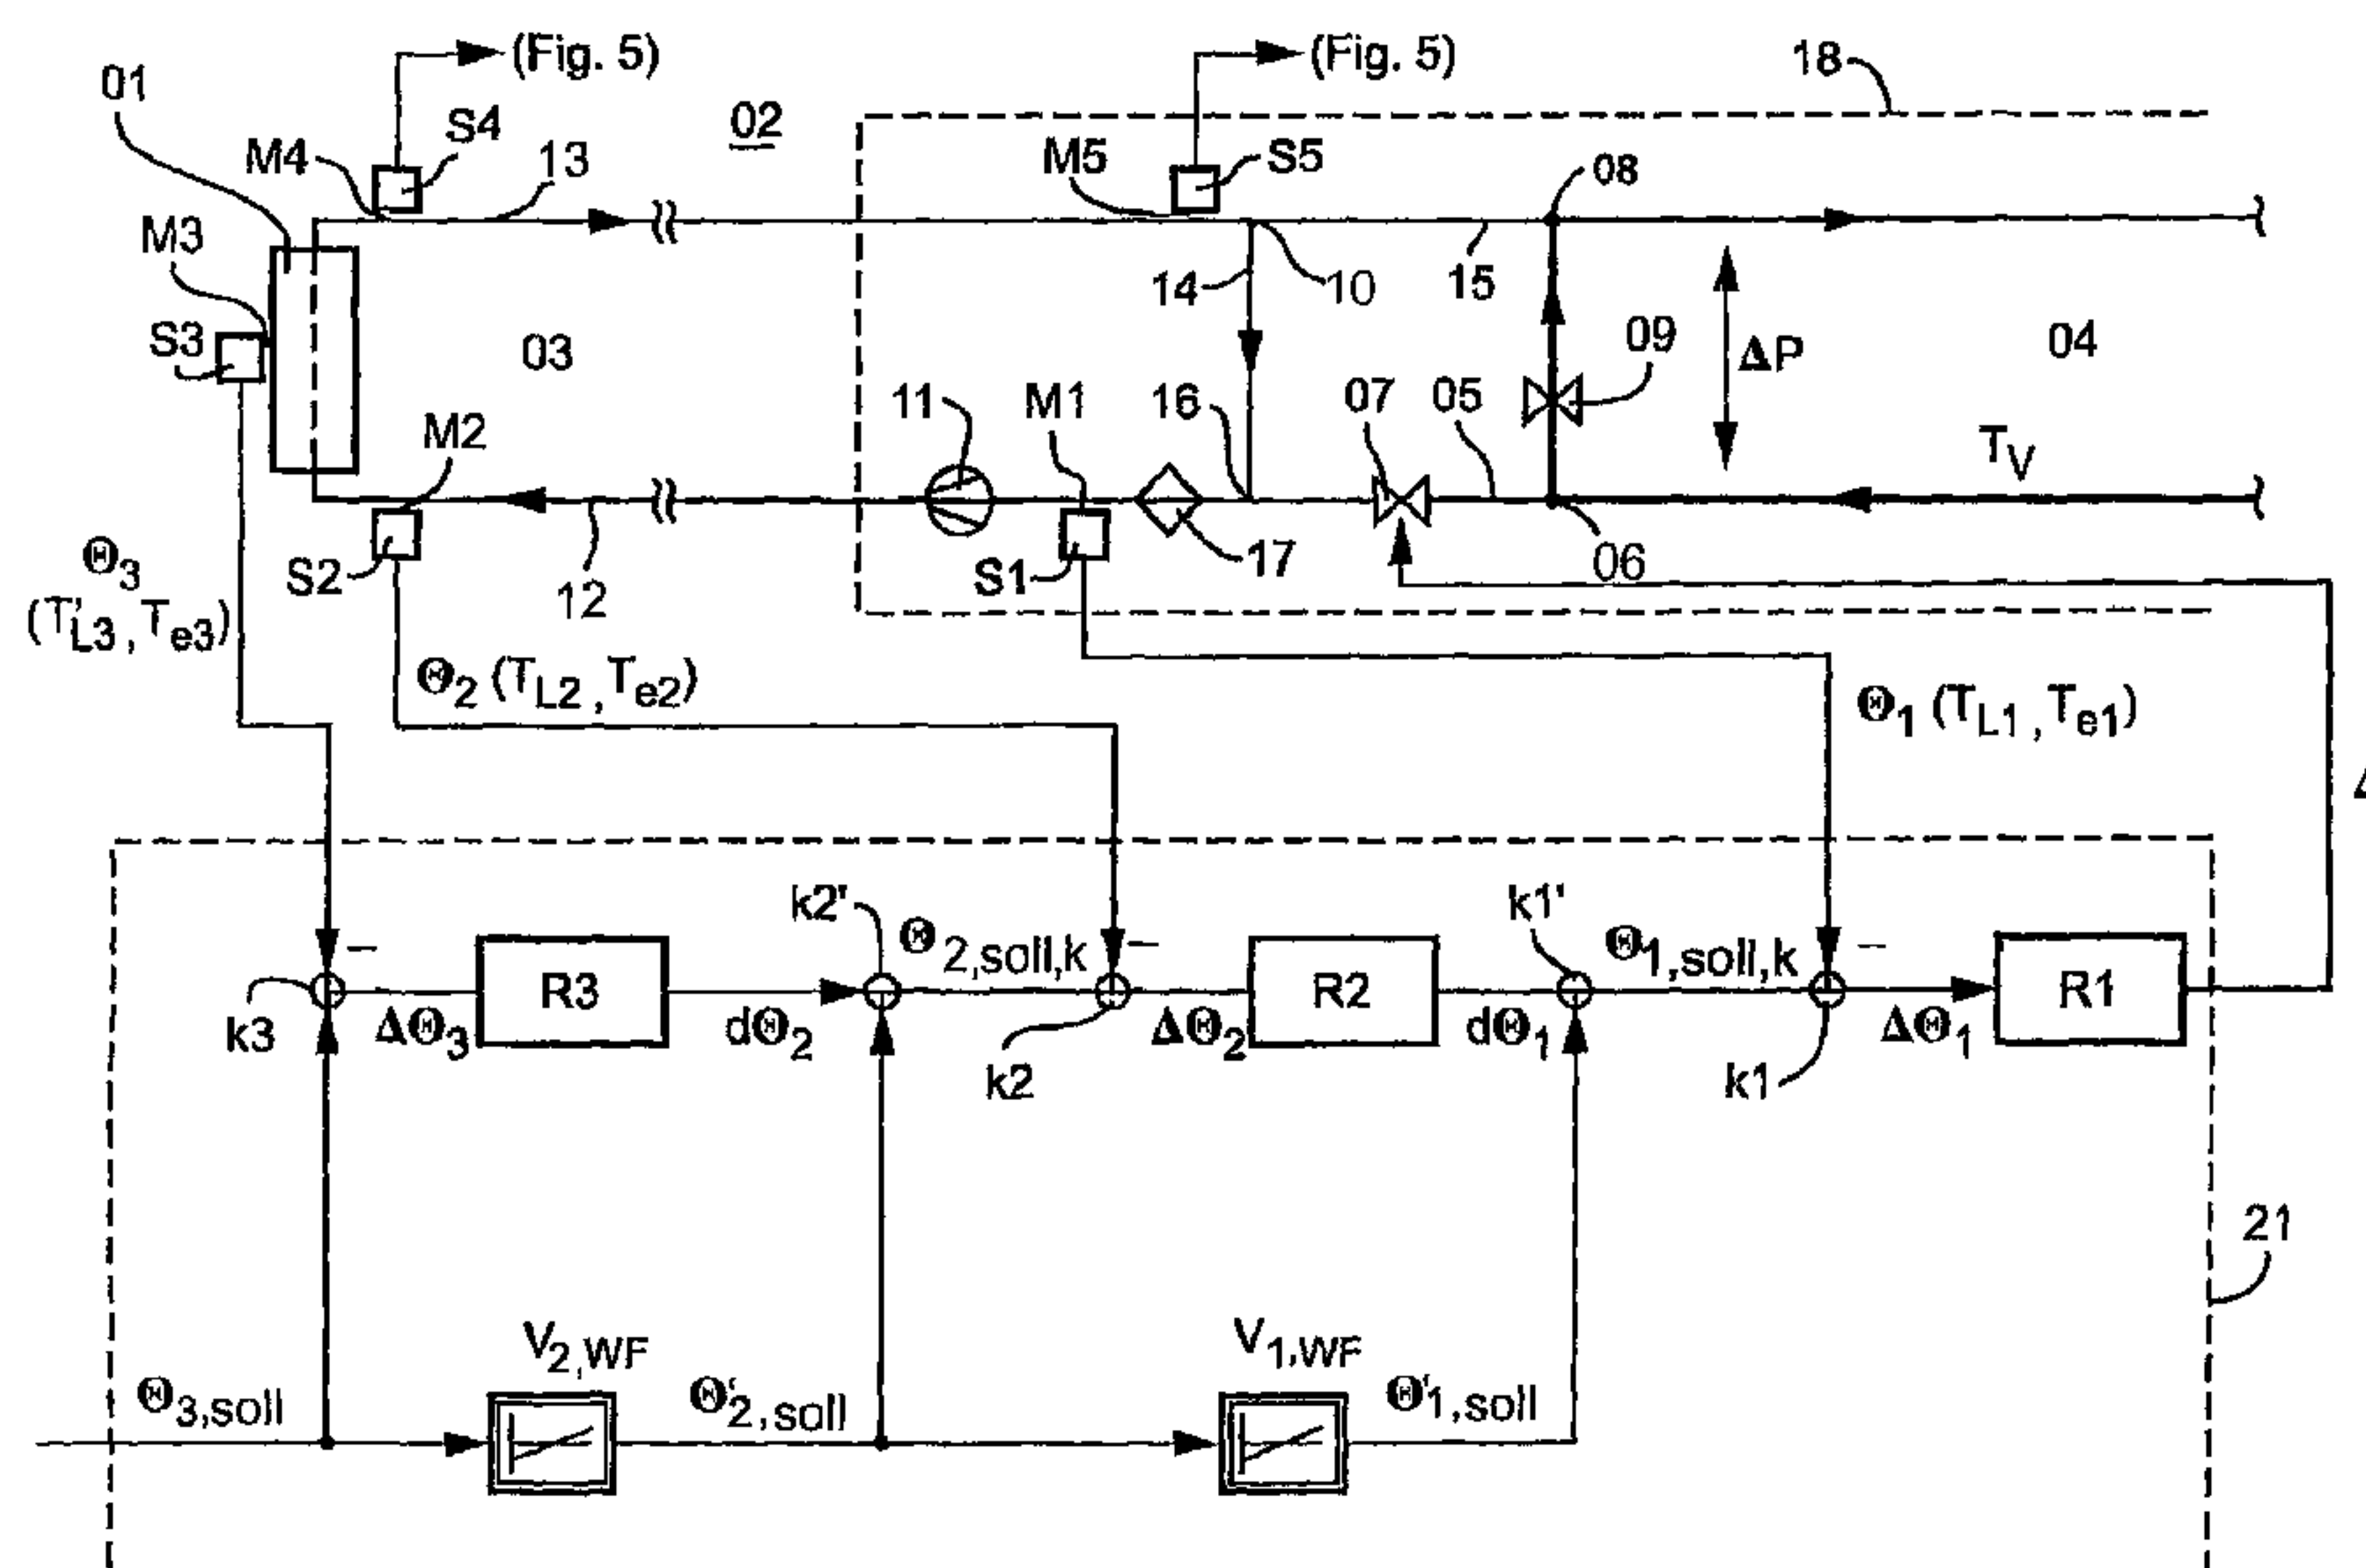 (Fig. 5)
(Fig. 5)
18
01
S4
02
M4
13
M5
S5
08
M3
14
10
15
S3
03
09
ΔP
04
11
M1
16
07
05
M2
T_V
S2
12
S1
17
06
Θ3
(T'L3, Te3)
Θ2 (TL2, Te2)
Θ1 (TL1, Te1)
Δ
k2'
k1'
Θ2,soll,k
Θ1,soll,k
–
–
–
R3
R2
R1
k3
ΔΘ3
dΘ2
ΔΘ2
dΘ1
ΔΘ1
k2
k1
21
V2,WF
V1,WF
Θ3,soll
Θ'2,soll
Θ'1,soll